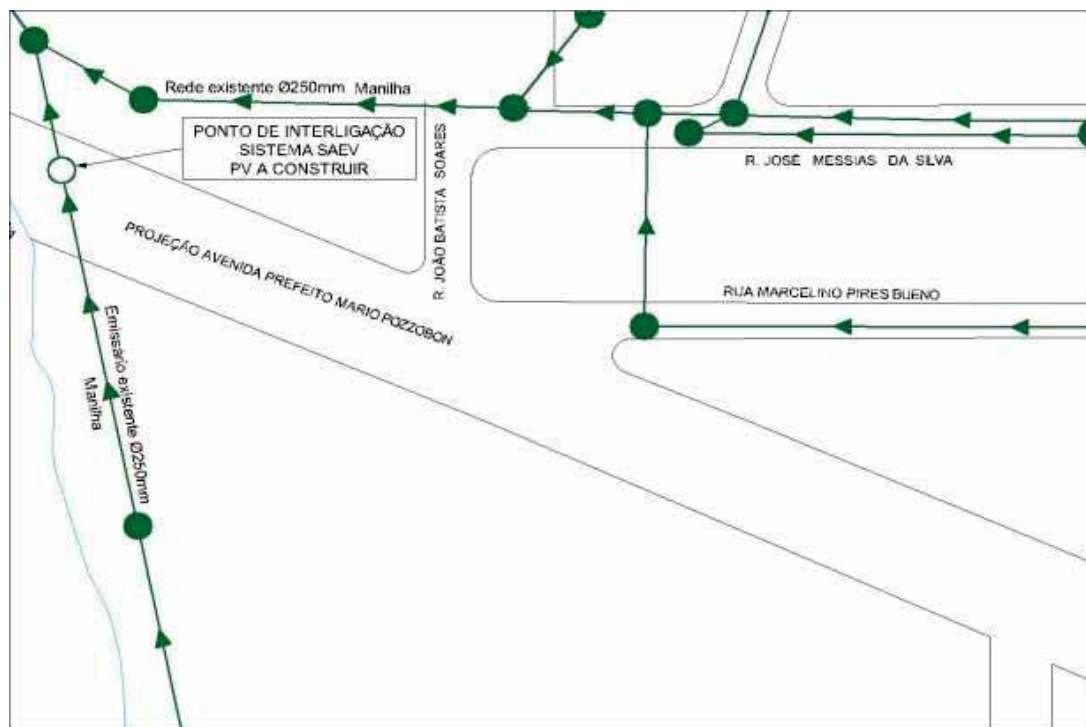 Rede existente Ø250mm Manilha
PONTO DE INTERLIGAÇÃO
SISTEMA SAEV
PV A CONSTRUIR
R. JOÃO BATISTA SOARES
R. JOSÉ MESSIAS DA SILVA
PROJEÇÃO AVENIDA PREFEITO MARIO POZZOBON
RUA MARCELINO PIRES BUENO
Emissário existente Ø250mm
Manilha